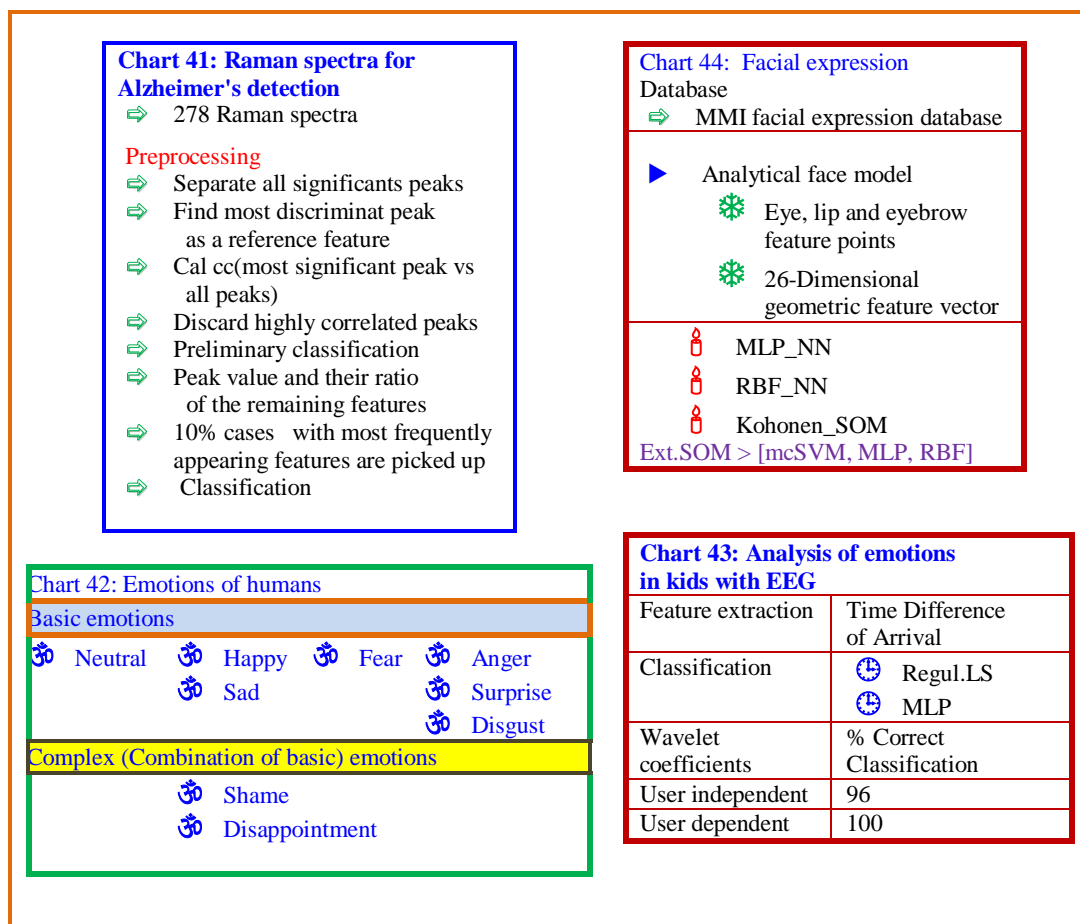 Chart 41: Raman spectra for
Alzheimer's detection
⇨ 278 Raman spectra
Preprocessing
⇨ Separate all significants peaks
⇨ Find most discriminat peak
as a reference feature
⇨ Cal cc(most significant peak vs
all peaks)
⇨ Discard highly correlated peaks
⇨ Preliminary classification
⇨ Peak value and their ratio
of the remaining features
⇨ 10% cases with most frequently
appearing features are picked up
⇨ Classification
Chart 44: Facial expression
Database
⇨ MMI facial expression database
Analytical face model
Eye, lip and eyebrow
feature points
26-Dimensional
geometric feature vector
MLP_NN
RBF_NN
Kohonen_SOM
Ext.SOM > [mcSVM, MLP, RBF]
Chart 42: Emotions of humans
Basic emotions
ॐ Neutral ॐ Happy ॐ Fear ॐ Anger
ॐ Sad ॐ Surprise
ॐ Disgust
Complex (Combination of basic) emotions
ॐ Shame
ॐ Disappointment
Chart 43: Analysis of emotions
in kids with EEG
Feature extraction Time Difference
of Arrival
Classification Regul.LS
MLP
Wavelet % Correct
coefficients Classification
User independent 96
User dependent 100